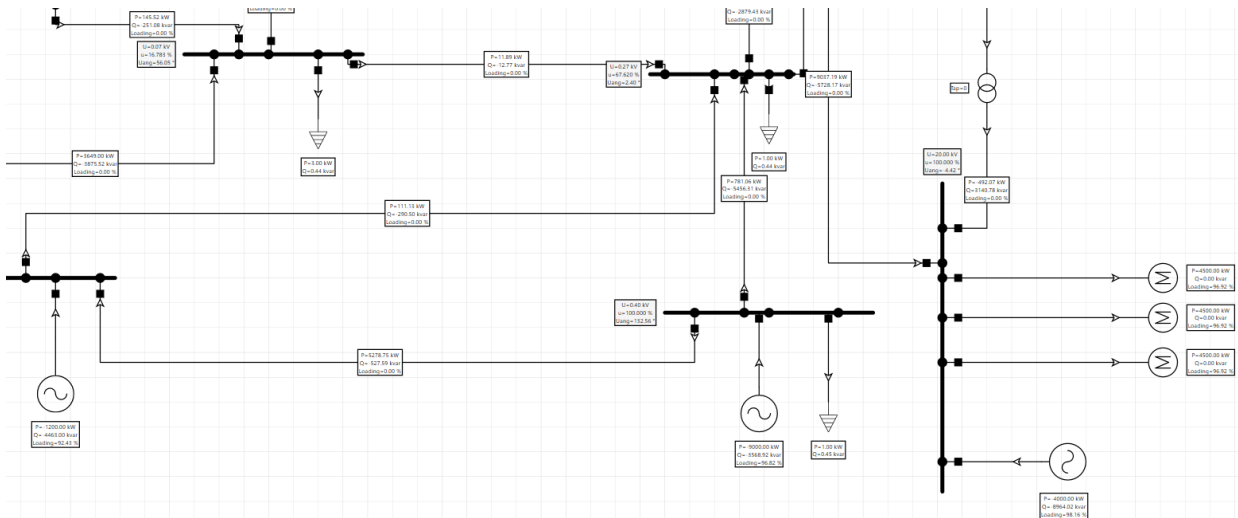 Loading=0.00 %
Q=-2879.43 kvar
Loading=0.00 %
P=145.52 kW
Q=-251.08 kvar
Loading=0.00 %
U=0.07 kV
u=16.783 %
Uang=56.05 °
P=11.89 kW
Q=-12.77 kvar
Loading=0.00 %
U=0.27 kV
u=67.620 %
Uang=2.40 °
P=9037.19 kW
Q=-5728.17 kvar
Loading=0.00 %
Tap=0
P=3649.00 kW
Q=-3875.52 kvar
Loading=0.00 %
P=3.00 kW
Q=0.44 kvar
P=1.00 kW
Q=0.44 kvar
U=20.00 kV
u=100.000 %
Uang=-4.42 °
P=781.06 kW
Q=-5456.51 kvar
Loading=0.00 %
P=-492.07 kW
Q=3140.78 kvar
Loading=0.00 %
P=111.13 kW
Q=-290.90 kvar
Loading=0.00 %
P=4500.00 kW
Q=0.00 kvar
Loading=96.92 %
U=0.40 kV
u=100.000 %
Uang=132.56 °
P=4500.00 kW
Q=0.00 kvar
Loading=96.92 %
P=5278.75 kW
Q=-527.59 kvar
Loading=0.00 %
P=4500.00 kW
Q=0.00 kvar
Loading=96.92 %
P=-1200.00 kW
Q=-4463.00 kvar
Loading=92.43 %
P=-9000.00 kW
Q=-3568.92 kvar
Loading=96.82 %
P=1.00 kW
Q=0.45 kvar
P=-4000.00 kW
Q=-8964.02 kvar
Loading=98.16 %